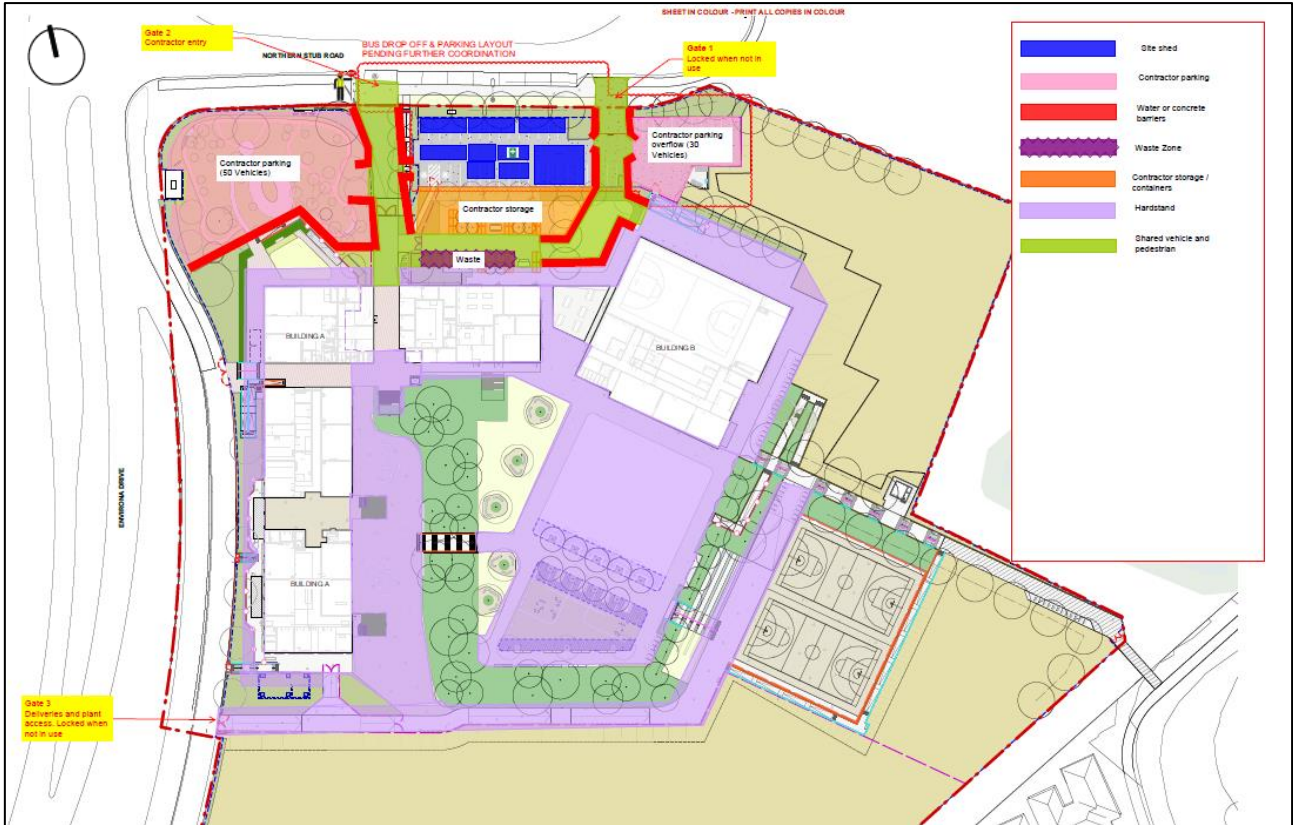 SHEET IN COLOUR - PRINT ALL COPIES IN COLOUR
Gate 2
Contractor entry
NORTHERN STUB ROAD
BUS DROP OFF & PARKING LAYOUT
PENDING FURTHER COORDINATION
Gate 1
Locked when not in
use
Site shed
Contractor parking
Water or concrete
barriers
Waste Zone
Contractor storage /
containers
Hardstand
Shared vehicle and
pedestrian
Contractor parking
(50 Vehicles)
Contractor parking
overflow (30
Vehicles)
Contractor storage
Waste
BUILDING A
BUILDING B
ENVIRONA DRIVE
BUILDING A
Gate 3
Deliveries and plant
access. Locked when
not in use